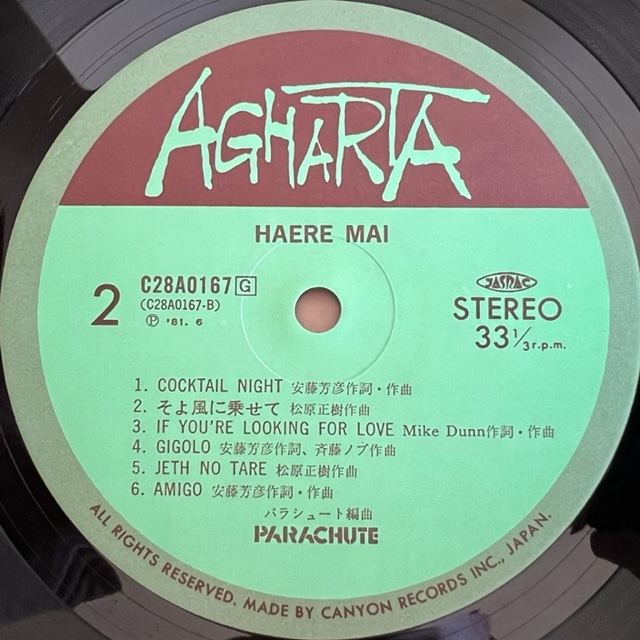 AGHARTA
HAERE MAI
2
C28A0167 G
(C28A0167-B)
Ⓟ '81. 6
JASRAC
STEREO
33 1/3 r.p.m.
1. COCKTAIL NIGHT 安藤芳彦作詞・作曲
2. そよ風に乗せて 松原正樹作曲
3. IF YOU'RE LOOKING FOR LOVE Mike Dunn作詞・作曲
4. GIGOLO 安藤芳彦作詞、斉藤ノブ作曲
5. JETH NO TARE 松原正樹作曲
6. AMIGO 安藤芳彦作詞・作曲
パラシュート編曲
PARACHUTE
ALL RIGHTS RESERVED. MADE BY CANYON RECORDS INC., JAPAN.